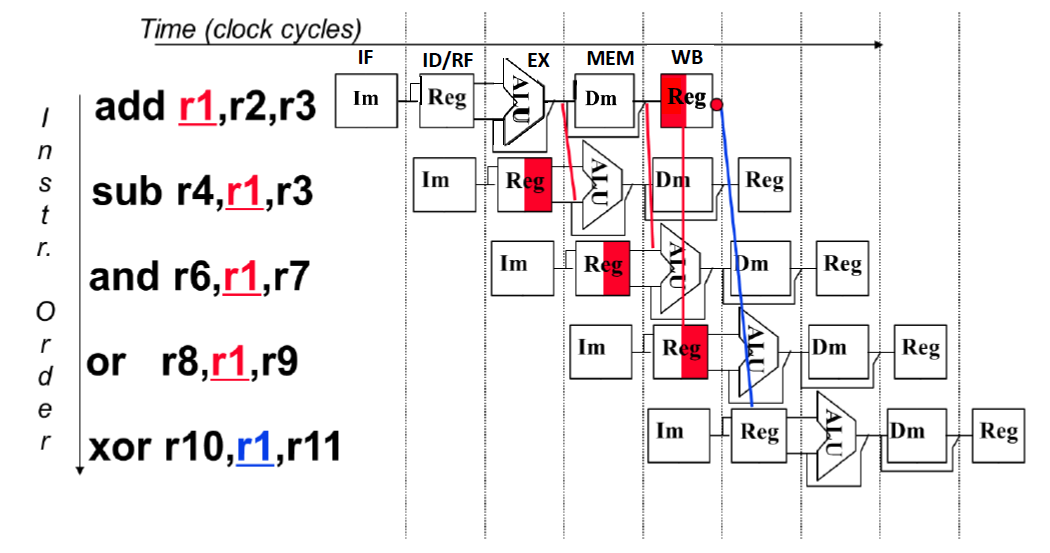 Time (clock cycles)
IF ID/RF EX MEM WB
Instr. Order
add r1,r2,r3 Im Reg ALU Dm Reg
sub r4,r1,r3 Im Reg ALU Dm Reg
and r6,r1,r7 Im Reg ALU Dm Reg
or r8,r1,r9 Im Reg ALU Dm Reg
xor r10,r1,r11 Im Reg ALU Dm Reg